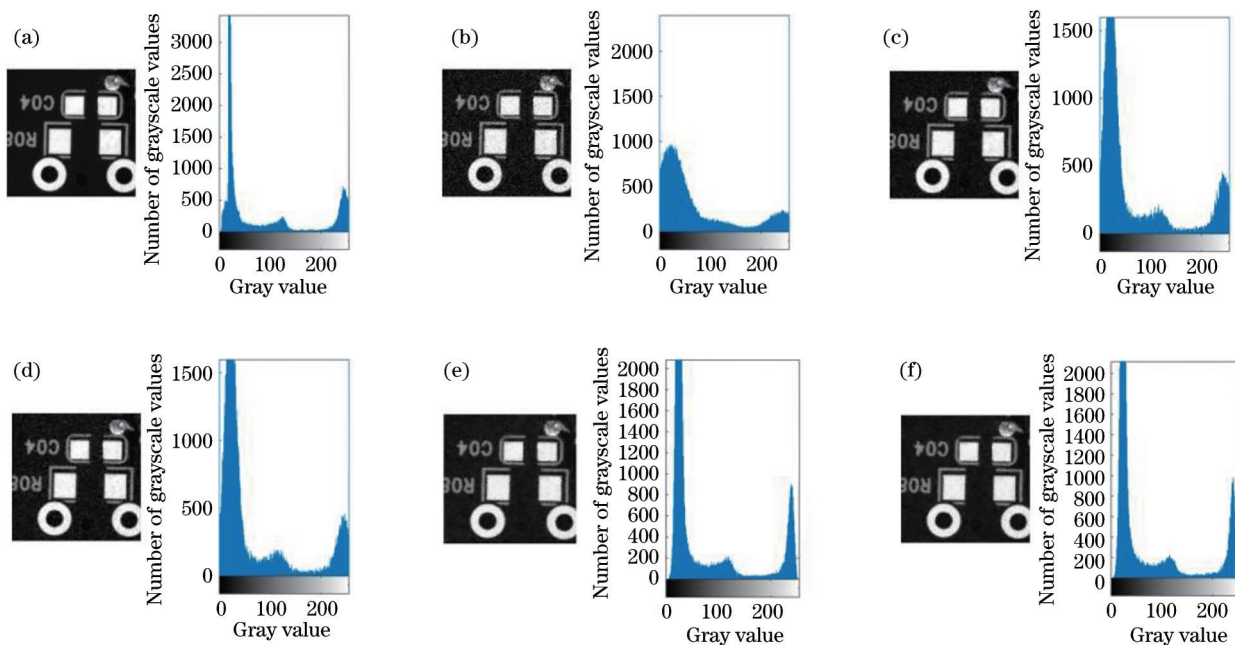 (a)
Number of grayscale values
3500
3000
2500
2000
1500
1000
500
0
0 100 200
Gray value
C04
R08
(b)
Number of grayscale values
2000
1500
1000
500
0
0 100 200
Gray value
C04
R08
(c)
Number of grayscale values
1500
1000
500
0
0 100 200
Gray value
C04
R08
(d)
Number of grayscale values
1500
1000
500
0
0 100 200
Gray value
C04
R08
(e)
Number of grayscale values
2000
1800
1600
1400
1200
1000
800
600
400
200
0
0 100 200
Gray value
C04
R08
(f)
Number of grayscale values
2000
1800
1600
1400
1200
1000
800
600
400
200
0
0 100 200
Gray value
C04
R08